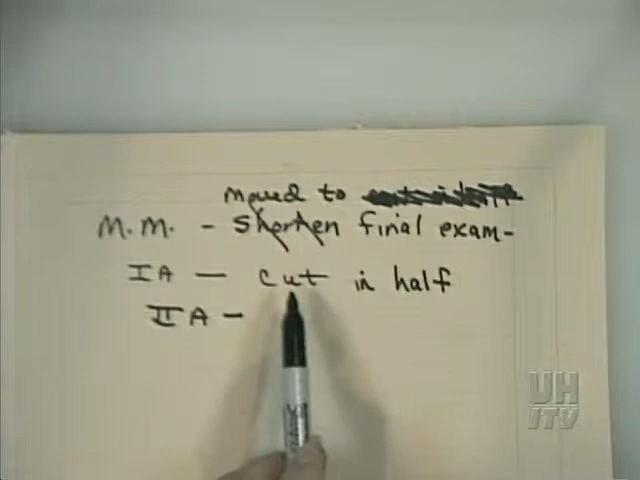 moved to
M.M. - Shorten final exam-
IA - cut in half
IIA -
UH
ITV